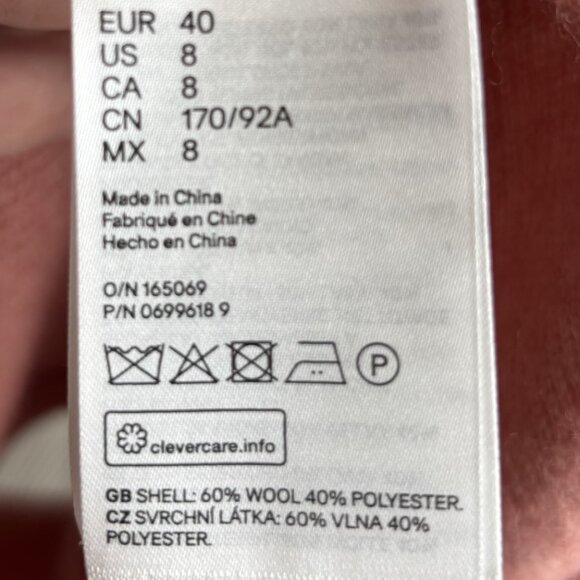 EUR 40
US 8
CA 8
CN 170/92A
MX 8
Made in China
Fabriqué en Chine
Hecho en China
O/N 165069
P/N 0699618 9
P
clevercare.info
GB SHELL: 60% WOOL 40% POLYESTER.
CZ SVRCHNÍ LÁTKA: 60% VLNA 40%
POLYESTER.